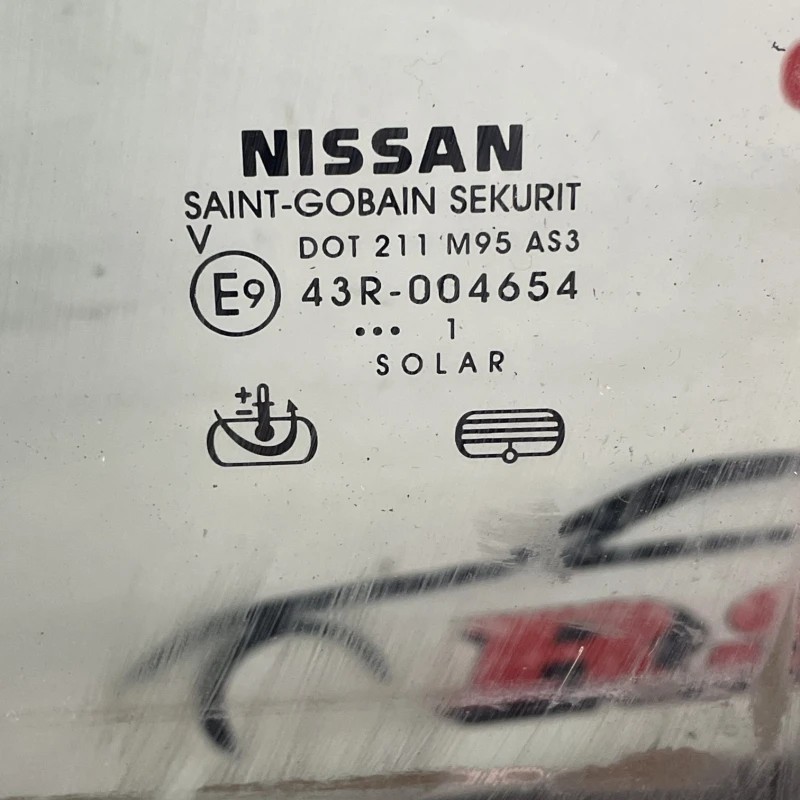 NISSAN
SAINT-GOBAIN SEKURIT
V DOT 211 M95 AS3
E9 43R-004654
••• 1
SOLAR
+
−